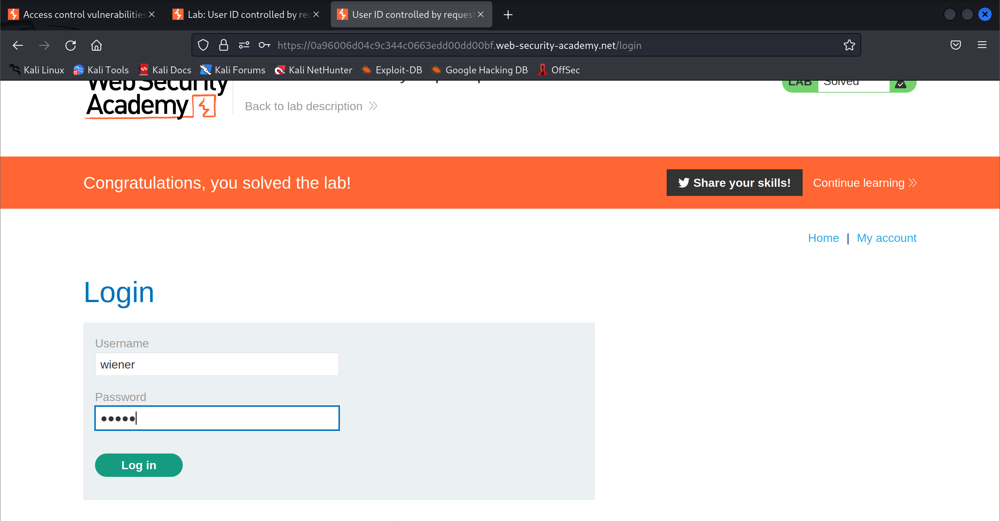 Access control vulnerabilities
Lab: User ID controlled by rec
User ID controlled by request
https://0a96006d04c9c344c0663edd00dd00bf.web-security-academy.net/login
Kali Linux
Kali Tools
Kali Docs
Kali Forums
Kali NetHunter
Exploit-DB
Google Hacking DB
OffSec
Web Security
Academy
Back to lab description
LAB
Solved
Congratulations, you solved the lab!
Share your skills!
Continue learning
Home | My account
Login
Username
wiener
Password
Log in